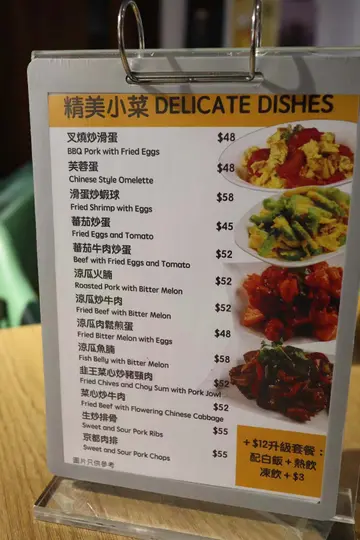 精美小菜 DELICATE DISHES
叉燒炒滑蛋 $48
BBQ Pork with Fried Eggs
芙蓉蛋 $48
Chinese Style Omelette
滑蛋炒蝦球 $58
Fried Shrimp with Eggs
蕃茄炒蛋 $45
Fried Eggs and Tomato
蕃茄牛肉炒蛋 $52
Beef with Fried Eggs and Tomato
涼瓜火腩 $52
Roasted Pork with Bitter Melon
涼瓜炒牛肉 $52
Fried Beef with Bitter Melon
涼瓜肉鬆煎蛋 $48
Fried Bitter Melon with Eggs
涼瓜魚腩 $58
Fish Belly with Bitter Melon
韭王菜心炒豬頸肉 $52
Fried Chives and Choy Sum with Pork Jowl
菜心炒牛肉 $52
Fried Beef with Flowering Chinese Cabbage
生炒排骨 $55
Sweet and Sour Pork Ribs
京都肉排 $55
Sweet and Sour Pork Chops
圖片只供參考
+$12升級套餐：
配白飯+熱飲
凍飲+$3